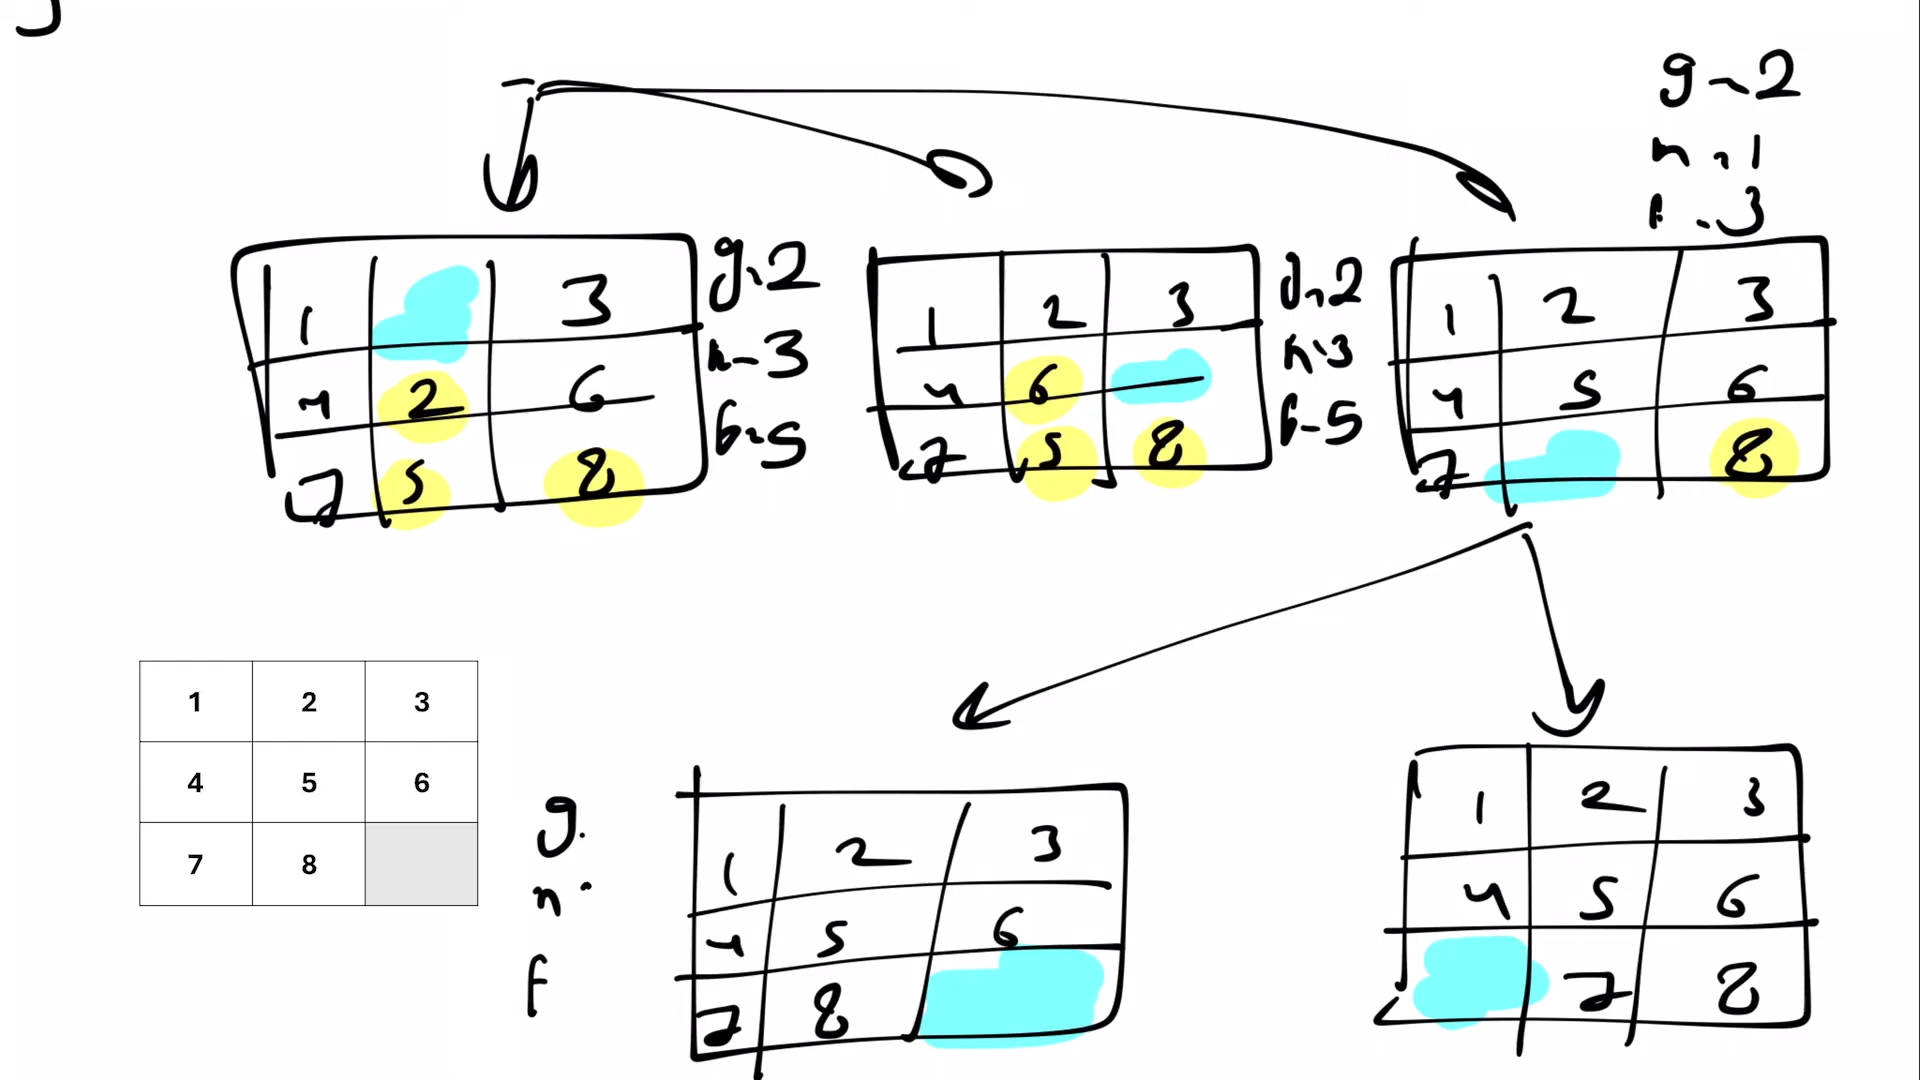 g - 2
h = 1
f = 3
1 3
4 2 6
7 5 8
g = 2
h - 3
f = 5
1 2 3
4 6
7 5 8
g = 2
h = 3
f - 5
1 2 3
4 5 6
7 8
1 2 3
4 5 6
7 8
g.
h
f
1 2 3
4 5 6
7 8
1 2 3
4 5 6
7 8